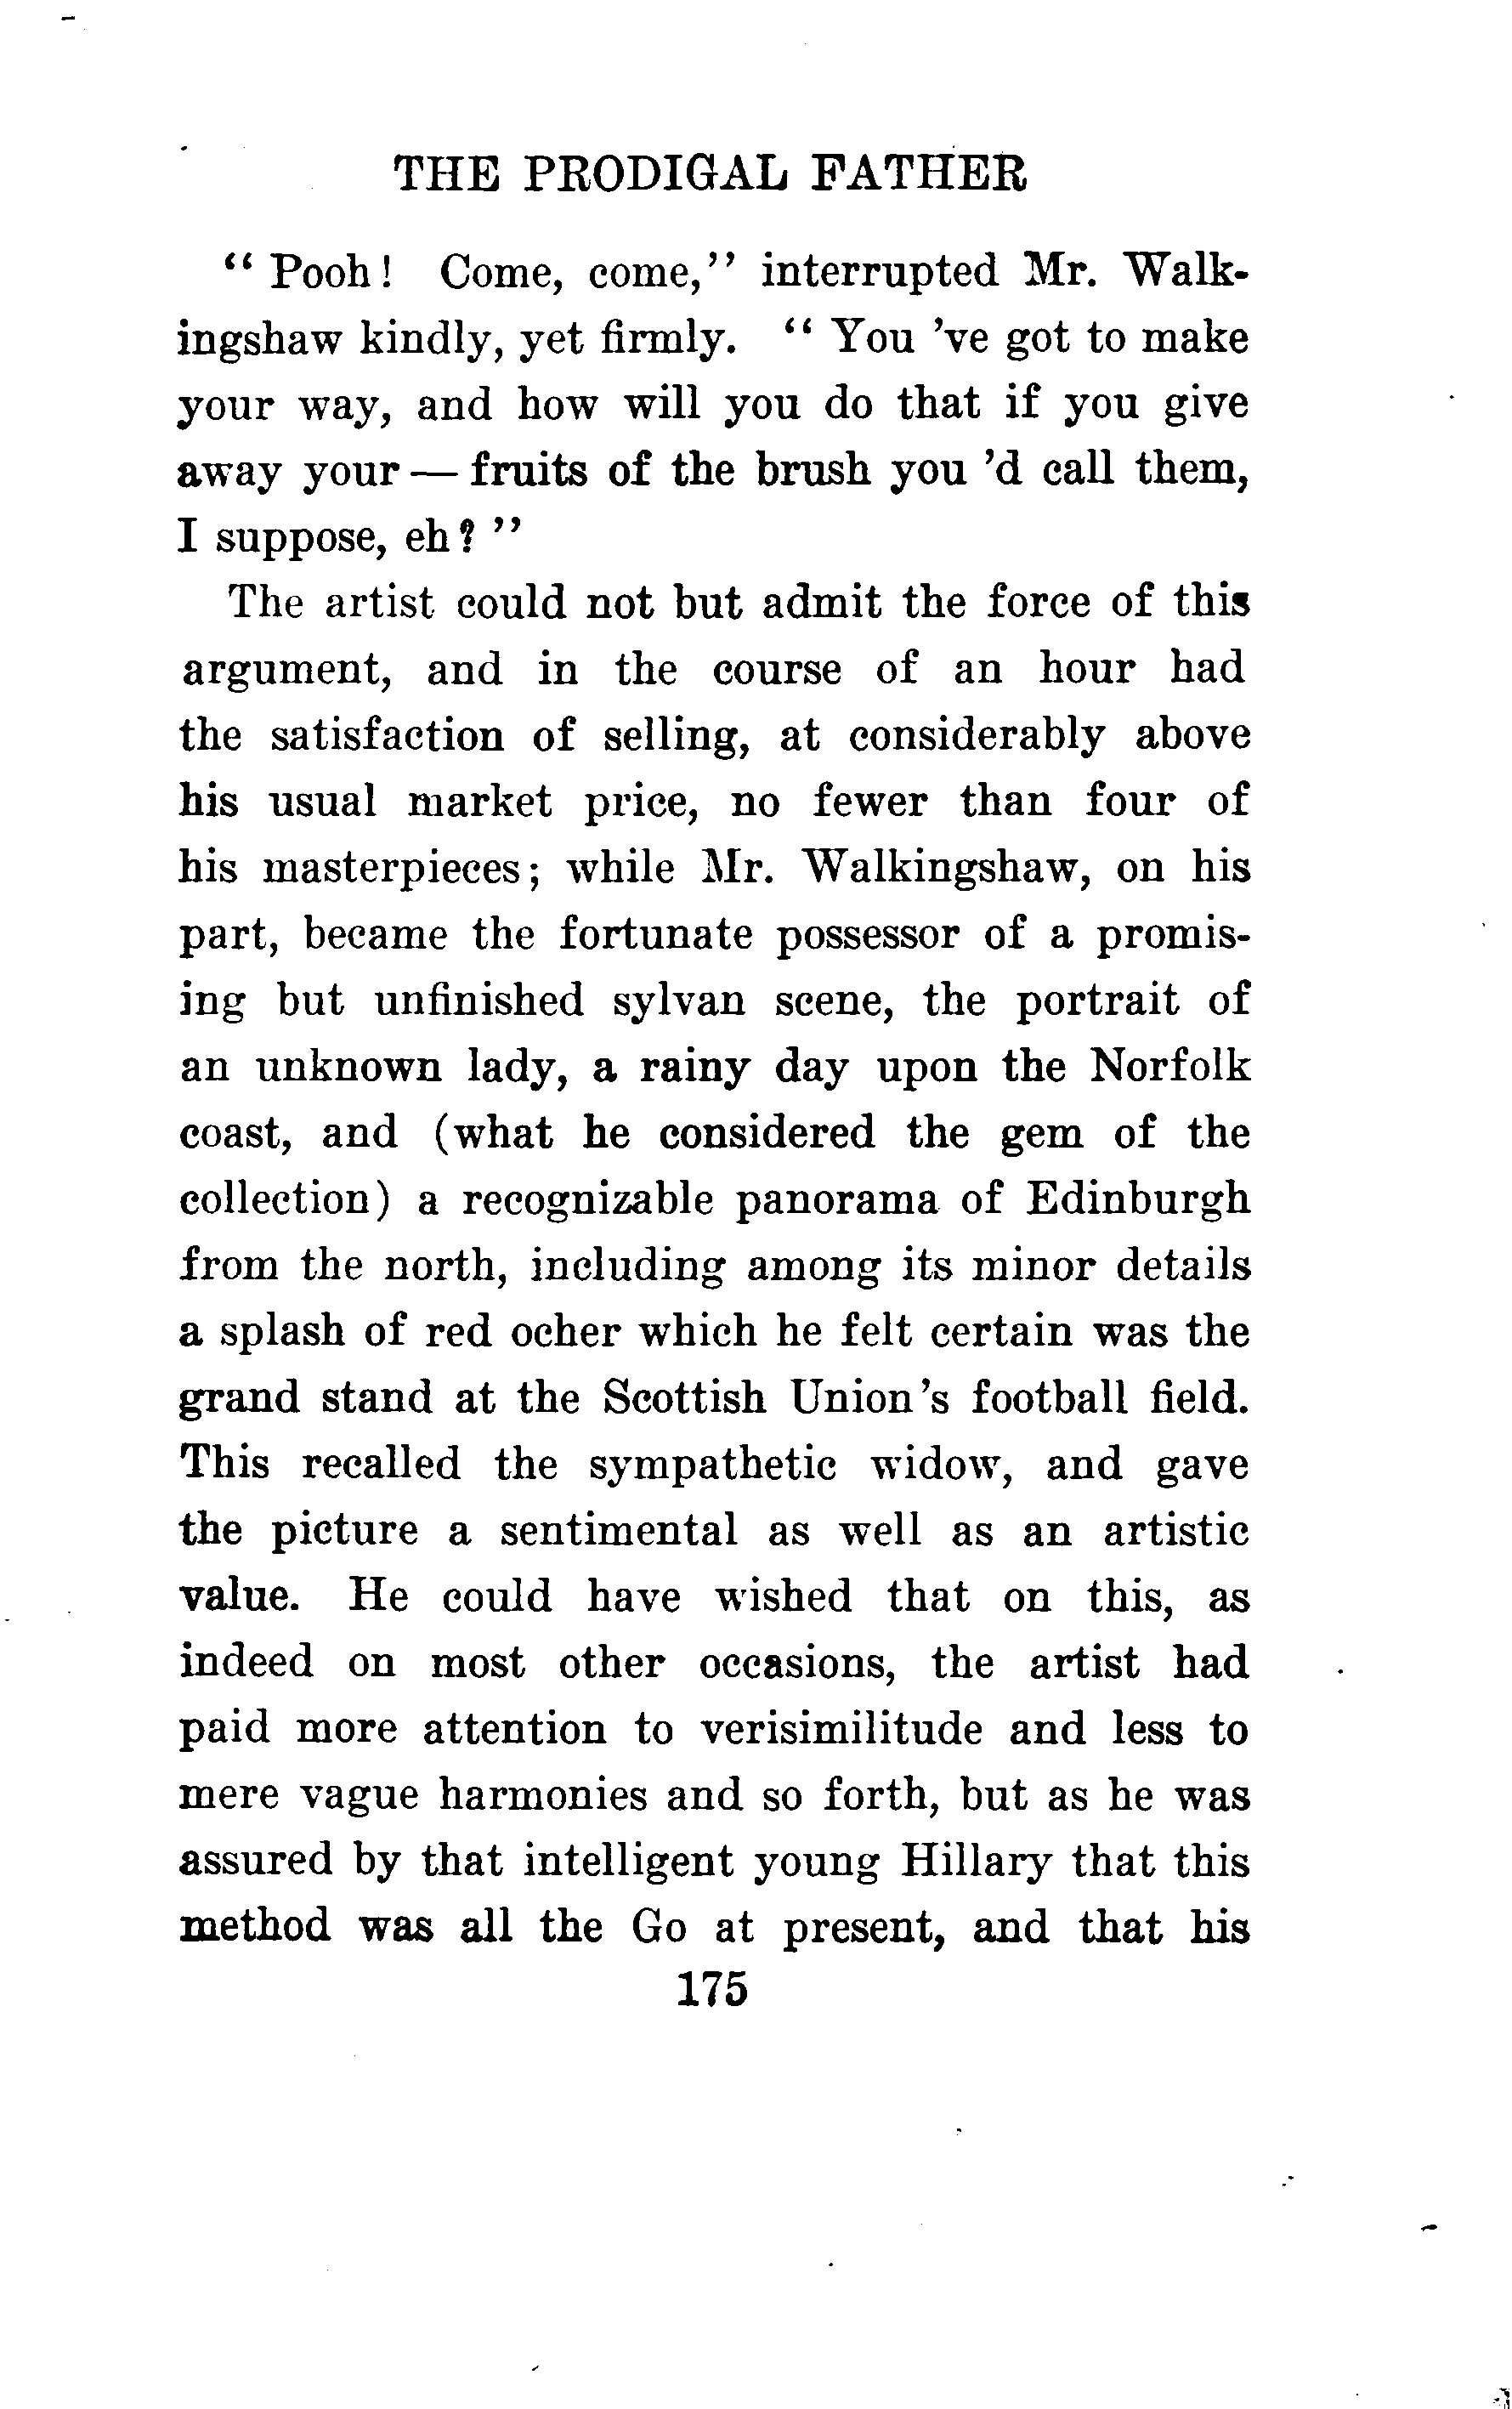 THE PRODIGAL FATHER
“ Pooh! Come, come,” interrupted Mr. Walk-
ingshaw kindly, yet firmly. “ You 've got to make
your way, and how will you do that if you give
away your — fruits of the brush you 'd call them,
I suppose, eh? ”
The artist could not but admit the force of this
argument, and in the course of an hour had
the satisfaction of selling, at considerably above
his usual market price, no fewer than four of
his masterpieces; while Mr. Walkingshaw, on his
part, became the fortunate possessor of a promis-
ing but unfinished sylvan scene, the portrait of
an unknown lady, a rainy day upon the Norfolk
coast, and (what he considered the gem of the
collection) a recognizable panorama of Edinburgh
from the north, including among its minor details
a splash of red ocher which he felt certain was the
grand stand at the Scottish Union's football field.
This recalled the sympathetic widow, and gave
the picture a sentimental as well as an artistic
value. He could have wished that on this, as
indeed on most other occasions, the artist had
paid more attention to verisimilitude and less to
mere vague harmonies and so forth, but as he was
assured by that intelligent young Hillary that this
method was all the Go at present, and that his
175